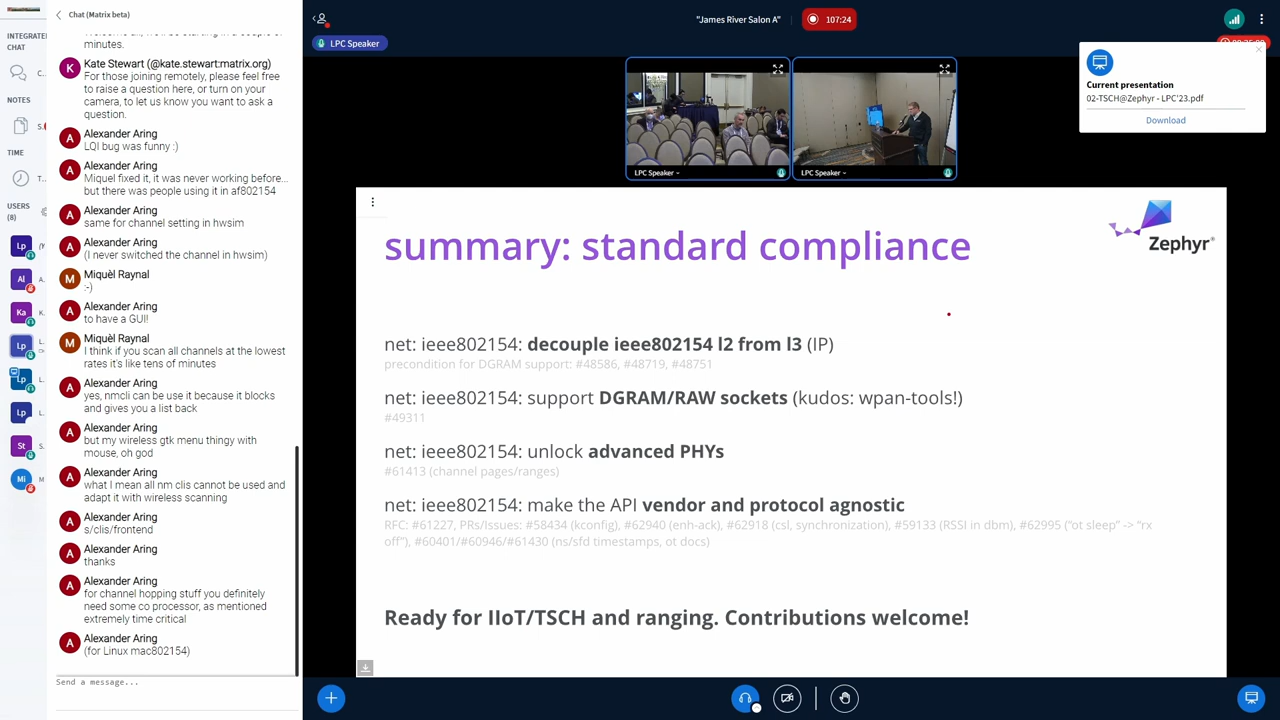 Chat (Matrix beta)
INTEGRATE
CHAT
C.
NOTES
S.
TIME
T..
USERS
(8)
minutes.
K
Kate Stewart (@kate.stewart:matrix.org)
For those joining remotely, please feel free
to raise a question here, or turn on your
camera, to let us know you want to ask a
question.
A
Alexander Aring
LQI bug was funny :)
A
Alexander Aring
Miquel fixed it, it was never working before...
but there was people using it in af802154
A
Alexander Aring
same for channel setting in hwsim
A
Alexander Aring
(I never switched the channel in hwsim)
M
Miquèl Raynal
:-)
A
Alexander Aring
to have a GUI!
M
Miquèl Raynal
I think if you scan all channels at the lowest
rates it's like tens of minutes
A
Alexander Aring
yes, nmcli can be use it because it blocks
and gives you a list back
A
Alexander Aring
but my wireless gtk menu thingy with
mouse, oh god
A
Alexander Aring
what I mean all nm clis cannot be used and
adapt it with wireless scanning
A
Alexander Aring
s/clis/frontend
A
Alexander Aring
thanks
A
Alexander Aring
for channel hopping stuff you definitely
need some co processor, as mentioned
extremely time critical
A
Alexander Aring
(for Linux mac802154)
Send a message...
Lp
Al
Ka
Lp
Lp
Lp
St
Mi
"James River Salon A"
107:24
LPC Speaker
LPC Speaker
LPC Speaker
Current presentation
02-TSCH@Zephyr - LPC'23.pdf
Download
summary: standard compliance
Zephyr
net: ieee802154: decouple ieee802154 l2 from l3 (IP)
precondition for DGRAM support: #48586, #48719, #48751
net: ieee802154: support DGRAM/RAW sockets (kudos: wpan-tools!)
#49311
net: ieee802154: unlock advanced PHYs
#61413 (channel pages/ranges)
net: ieee802154: make the API vendor and protocol agnostic
RFC: #61227, PRs/Issues: #58434 (kconfig), #62940 (enh-ack), #62918 (csl, synchronization), #59133 (RSSI in dbm), #62995 (“ot sleep” -> “rx
off”), #60401/#60946/#61430 (ns/sfd timestamps, ot docs)
Ready for IIoT/TSCH and ranging. Contributions welcome!